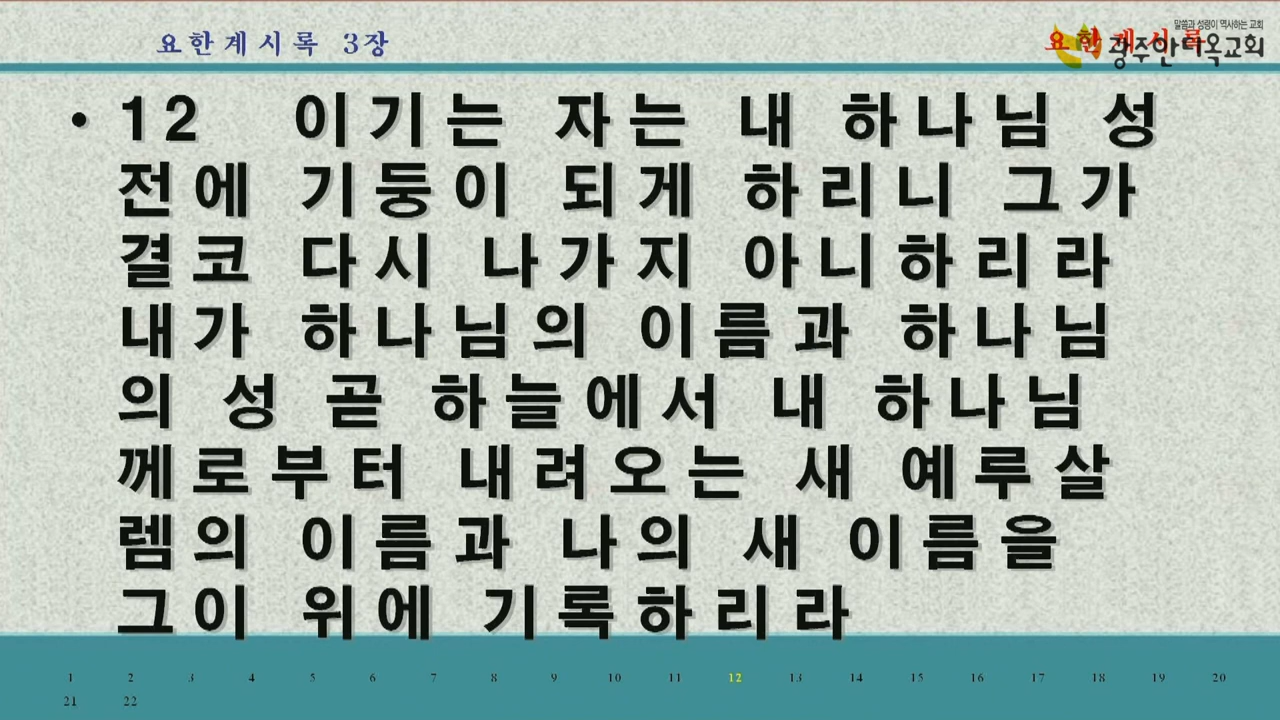 요한계시록 3장
요한계시록
말씀과 성령이 역사하는 교회
광주안디옥교회
• 12 이기는 자는 내 하나님 성
전에 기둥이 되게 하리니 그가
결코 다시 나가지 아니하리라
내가 하나님의 이름과 하나님
의 성 곧 하늘에서 내 하나님
께로부터 내려오는 새 예루살
렘의 이름과 나의 새 이름을
그이 위에 기록하리라
1 2 3 4 5 6 7 8 9 10 11 12 13 14 15 16 17 18 19 20
21 22